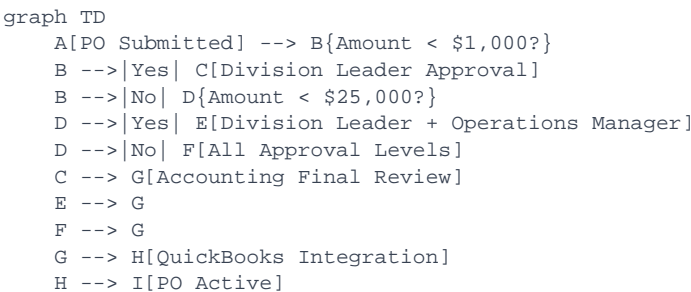 graph TD
    A[PO Submitted] --> B{Amount < $1,000?}
    B -->|Yes| C[Division Leader Approval]
    B -->|No| D{Amount < $25,000?}
    D -->|Yes| E[Division Leader + Operations Manager]
    D -->|No| F[All Approval Levels]
    C --> G[Accounting Final Review]
    E --> G
    F --> G
    G --> H[QuickBooks Integration]
    H --> I[PO Active]